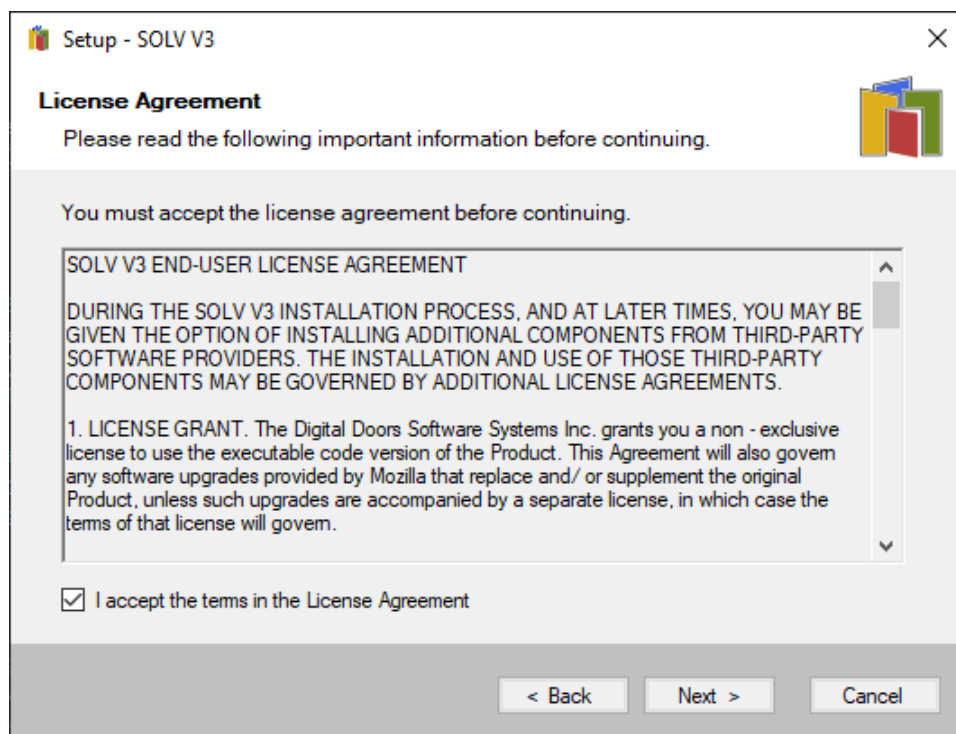 Setup - SOLV V3
License Agreement
Please read the following important information before continuing.
You must accept the license agreement before continuing.
SOLV V3 END-USER LICENSE AGREEMENT
DURING THE SOLV V3 INSTALLATION PROCESS, AND AT LATER TIMES, YOU MAY BE
GIVEN THE OPTION OF INSTALLING ADDITIONAL COMPONENTS FROM THIRD-PARTY
SOFTWARE PROVIDERS. THE INSTALLATION AND USE OF THOSE THIRD-PARTY
COMPONENTS MAY BE GOVERNED BY ADDITIONAL LICENSE AGREEMENTS.
1. LICENSE GRANT. The Digital Doors Software Systems Inc. grants you a non - exclusive
license to use the executable code version of the Product. This Agreement will also govern
any software upgrades provided by Mozilla that replace and/ or supplement the original
Product, unless such upgrades are accompanied by a separate license, in which case the
terms of that license will govern.
I accept the terms in the License Agreement
< Back
Next >
Cancel